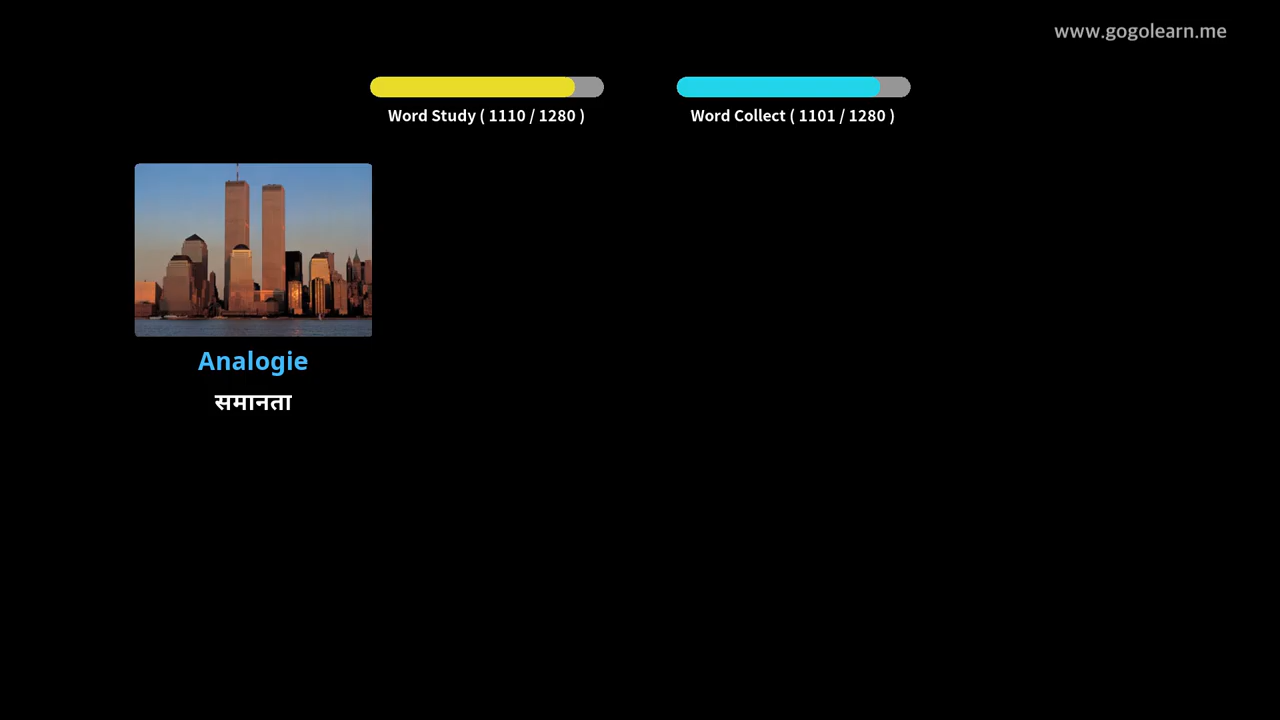 www.gogolearn.me
Word Study ( 1110 / 1280 )
Word Collect ( 1101 / 1280 )
Analogie
समानता